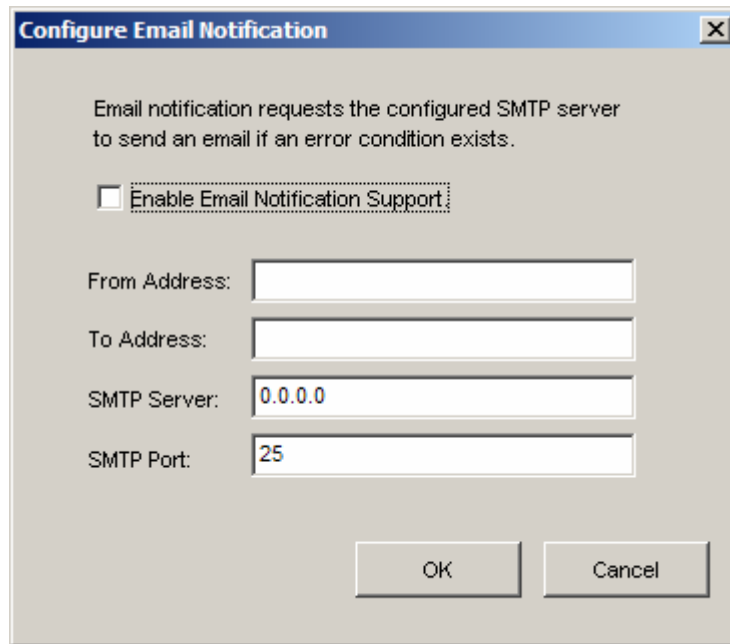 Configure Email Notification
Email notification requests the configured SMTP server
to send an email if an error condition exists.
Enable Email Notification Support.
From Address:
To Address:
SMTP Server: 0.0.0.0
SMTP Port: 25
OK Cancel